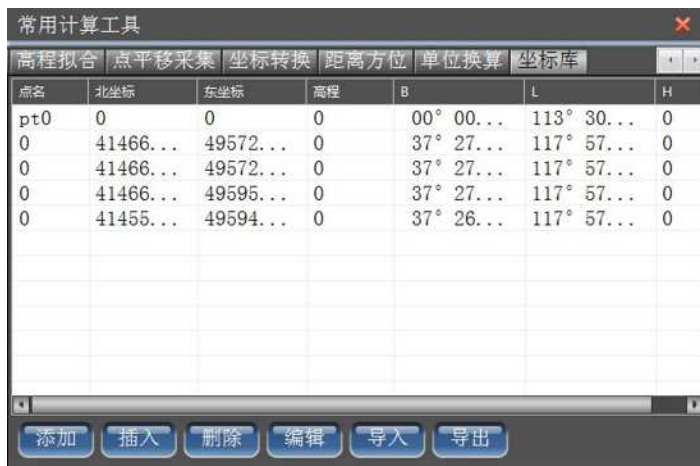 常用计算工具
高程拟合 点平移采集 坐标转换 距离方位 单位换算 坐标库
点名 北坐标 东坐标 高程 B L H
pt0 0 0 0 00° 00... 113° 30... 0
0 41466... 49572... 0 37° 27... 117° 57... 0
0 41466... 49572... 0 37° 27... 117° 57... 0
0 41466... 49595... 0 37° 27... 117° 57... 0
0 41455... 49594... 0 37° 26... 117° 57... 0
添加 插入 删除 编辑 导入 导出